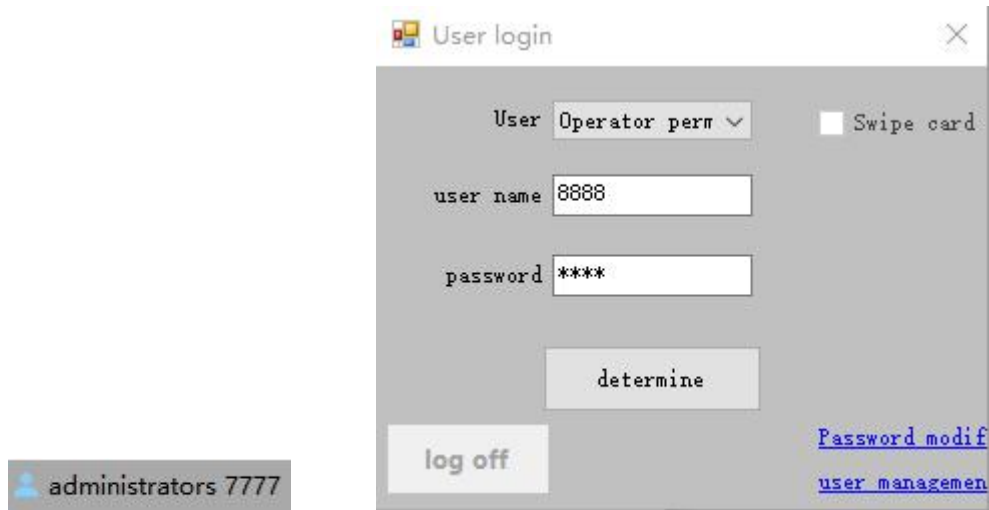 User login
User Operator perm
Swipe card
user name 8888
password ****
determine
log off
Password modif
user managemen
administrators 7777